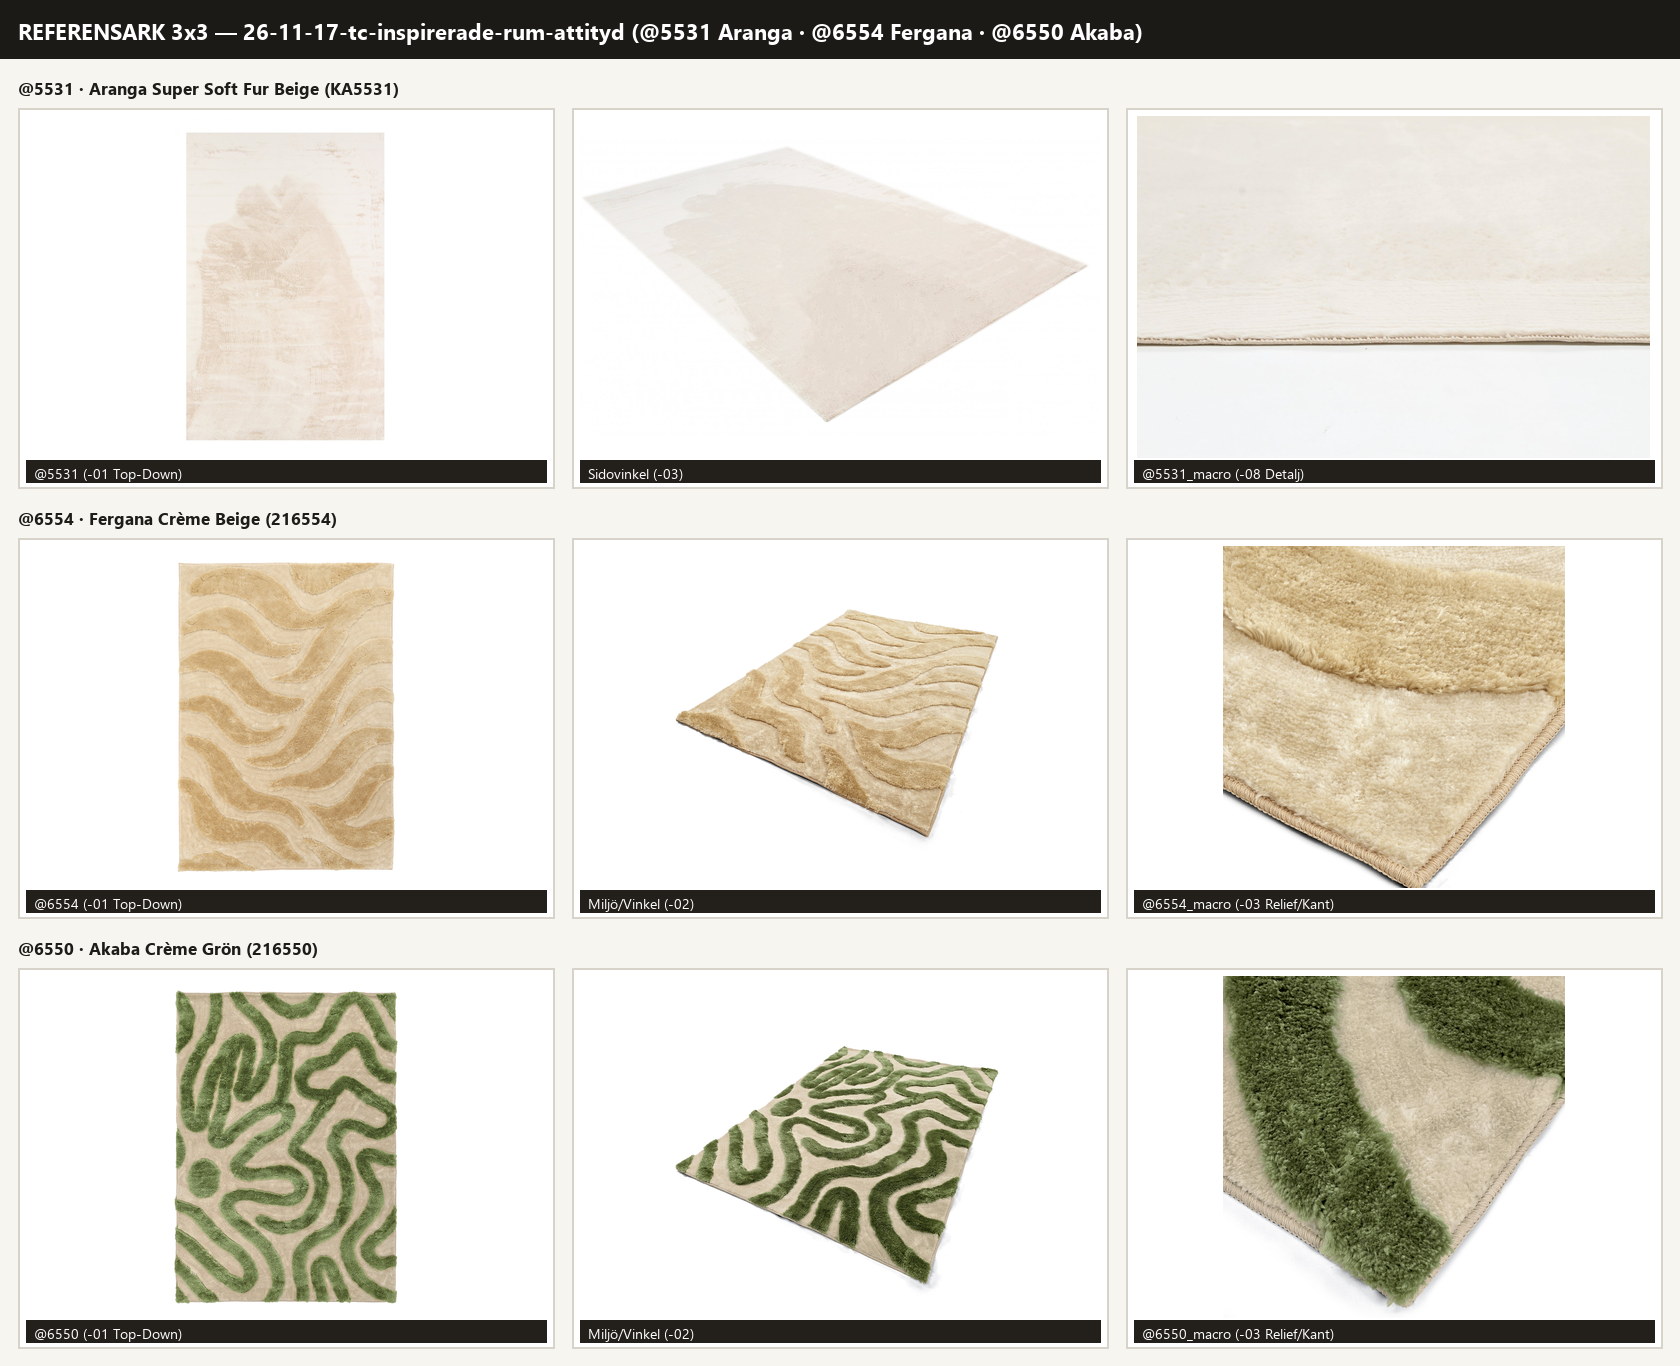 REFERENSARK 3x3 — 26-11-17-tc-inspirerade-rum-attityd (@5531 Aranga · @6554 Fergana · @6550 Akaba)
@5531 · Aranga Super Soft Fur Beige (KA5531)
@5531 (-01 Top-Down)
Sidovinkel (-03)
@5531_macro (-08 Detalj)
@6554 · Fergana Crème Beige (216554)
@6554 (-01 Top-Down)
Miljö/Vinkel (-02)
@6554_macro (-03 Relief/Kant)
@6550 · Akaba Crème Grön (216550)
@6550 (-01 Top-Down)
Miljö/Vinkel (-02)
@6550_macro (-03 Relief/Kant)